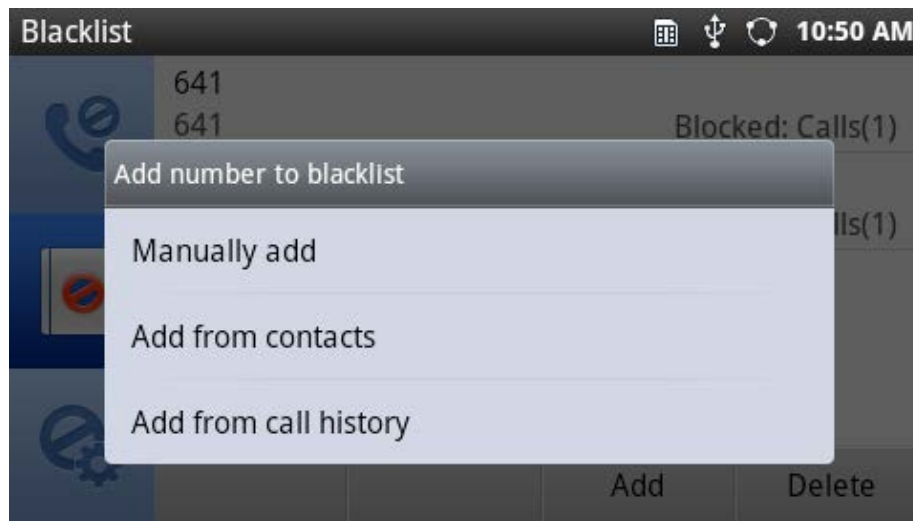 Blacklist
10:50 AM
641
641
Blocked: Calls(1)
Add number to blacklist
lls(1)
Manually add
Add from contacts
Add from call history
Add
Delete